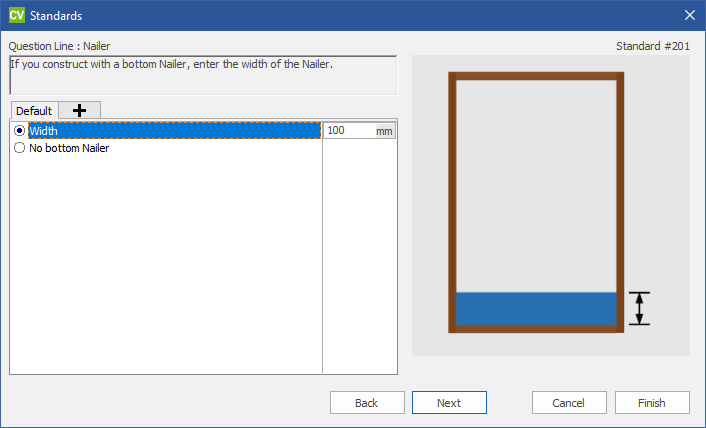 CV Standards
Question Line : Nailer
Standard #201
If you construct with a bottom Nailer, enter the width of the Nailer.
Default
Width 100 mm
No bottom Nailer
Back Next Cancel Finish